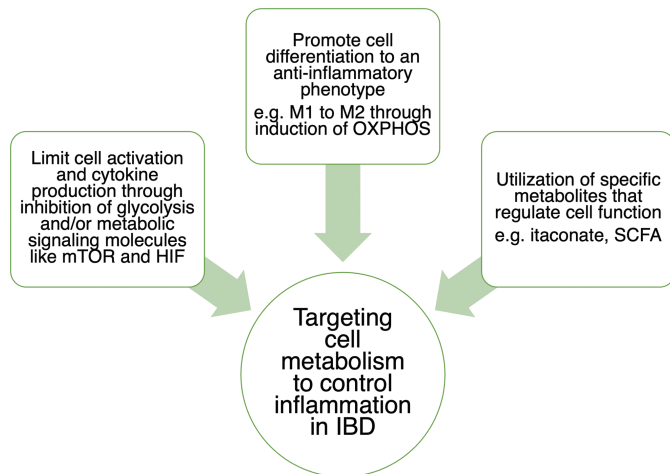 Promote cell
differentiation to an
anti-inflammatory
phenotype
e.g. M1 to M2 through
induction of OXPHOS
Limit cell activation
and cytokine
production through
inhibition of glycolysis
and/or metabolic
signaling molecules
like mTOR and HIF
Utilization of specific
metabolites that
regulate cell function
e.g. itaconate, SCFA
Targeting
cell
metabolism
to control
inflammation
in IBD